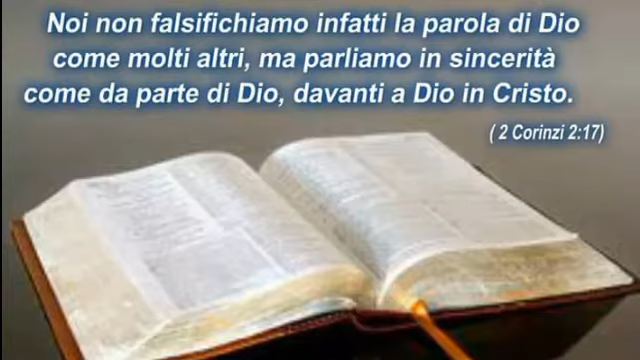 Noi non falsifichiamo infatti la parola di Dio
come molti altri, ma parliamo in sincerità
come da parte di Dio, davanti a Dio in Cristo.
( 2 Corinzi 2:17)